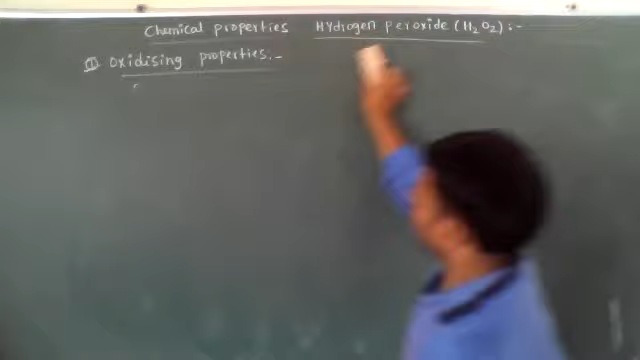 Chemical properties Hydrogen peroxide (H₂O₂):-
① Oxidising properties:-